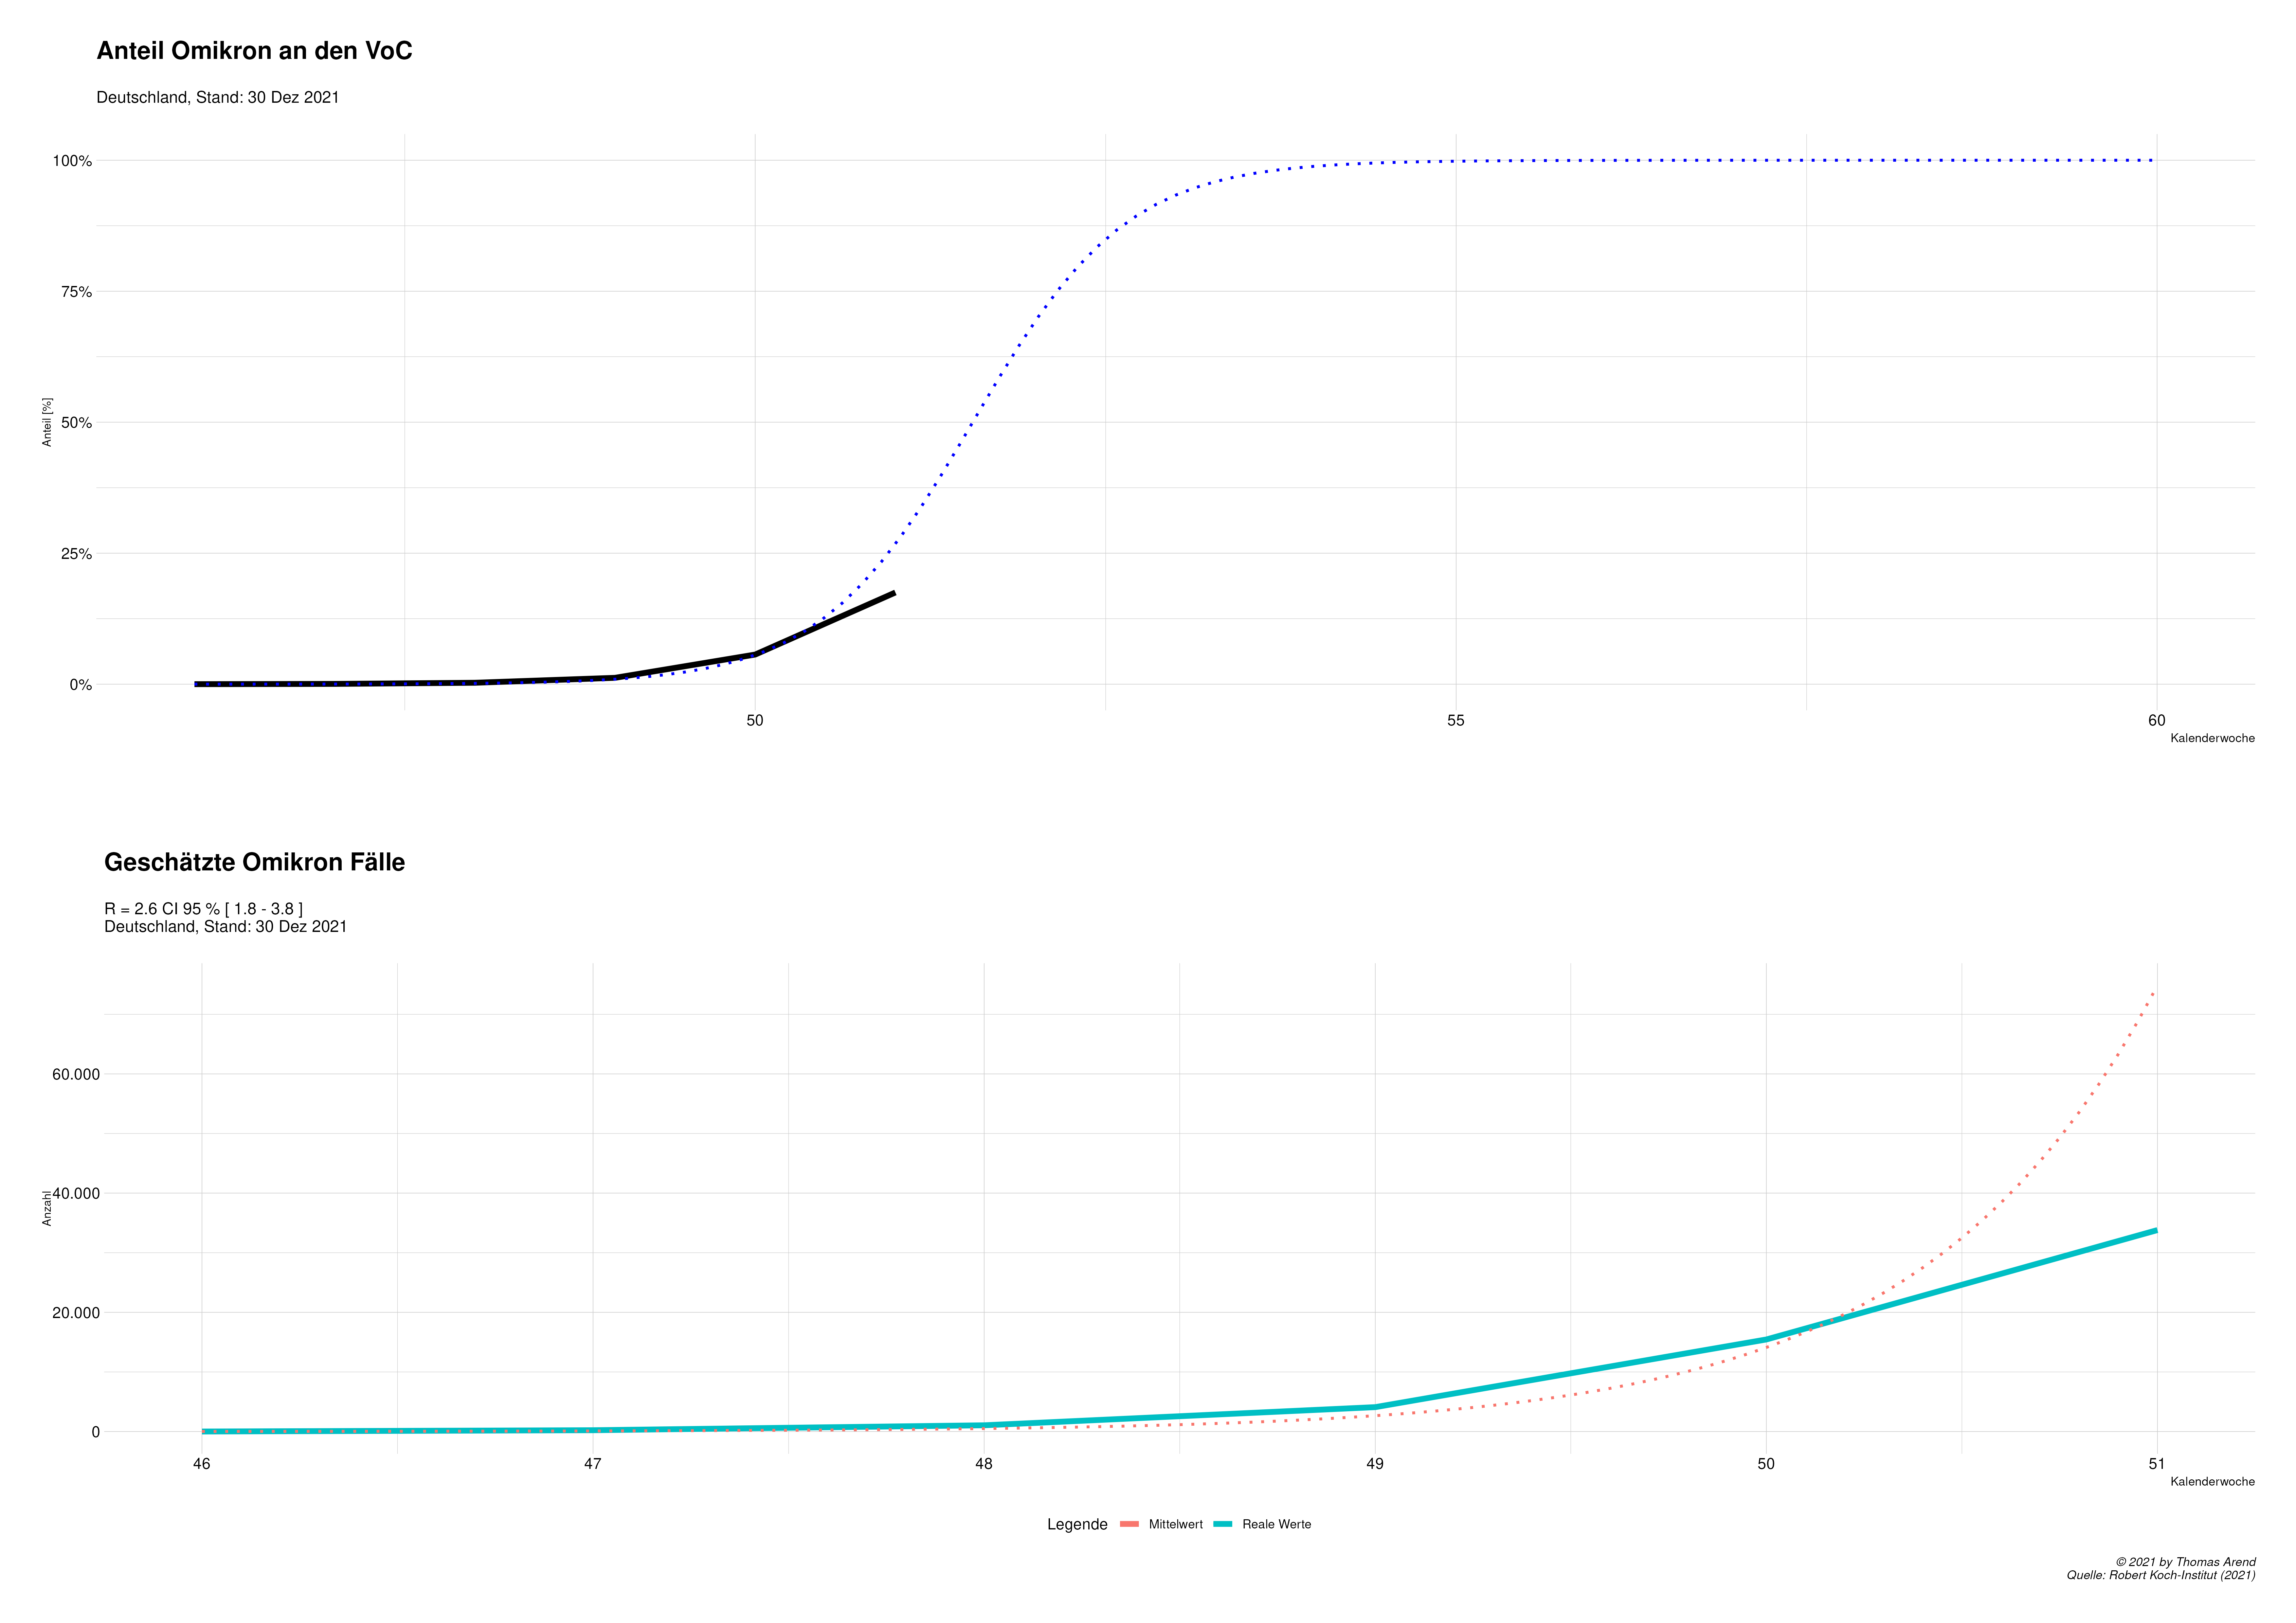 Anteil Omikron an den VoC
Deutschland, Stand: 30 Dez 2021
100%
75%
50%
25%
0%
Anteil [%]
50
55
60
Kalenderwoche
Geschätzte Omikron Fälle
R = 2.6 CI 95 % [ 1.8 - 3.8 ]
Deutschland, Stand: 30 Dez 2021
60.000
40.000
20.000
0
Anzahl
46
47
48
49
50
51
Kalenderwoche
Legende Mittelwert Reale Werte
© 2021 by Thomas Arend
Quelle: Robert Koch-Institut (2021)